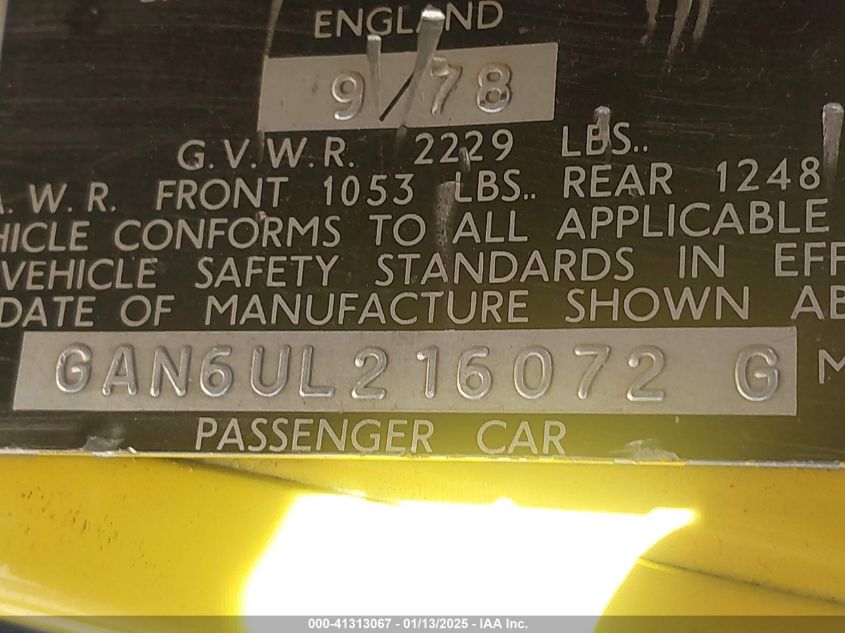 ENGLAND
9/78
G.V.W.R. 2229 LBS..
.W.R. FRONT 1053 LBS.. REAR 1248
HICLE CONFORMS TO ALL APPLICABLE
VEHICLE SAFETY STANDARDS IN EFF
DATE OF MANUFACTURE SHOWN AB
GAN6UL216072 G M
PASSENGER CAR
000-41313067 — 01/13/2025 — IAA Inc.